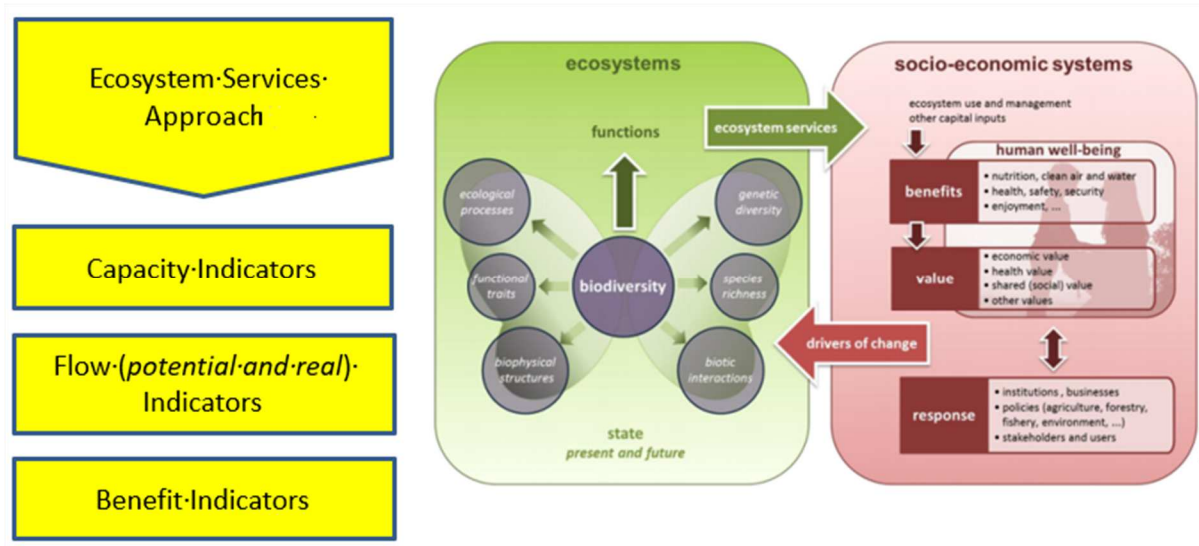 Ecosystem·Services·
Approach
Capacity·Indicators
Flow·(potential·and·real)·
Indicators
Benefit·Indicators
ecosystems
functions
ecological
processes
genetic
diversity
functional
traits
biodiversity
species
richness
biophysical
structures
biotic
interactions
state
present and future
ecosystem services
drivers of change
socio-economic systems
ecosystem use and management
other capital inputs
human well-being
benefits
• nutrition, clean air and water
• health, safety, security
• enjoyment, ...
value
• economic value
• health value
• shared (social) value
• other values
response
• institutions , businesses
• policies (agriculture, forestry,
fishery, environment, ...)
• stakeholders and users